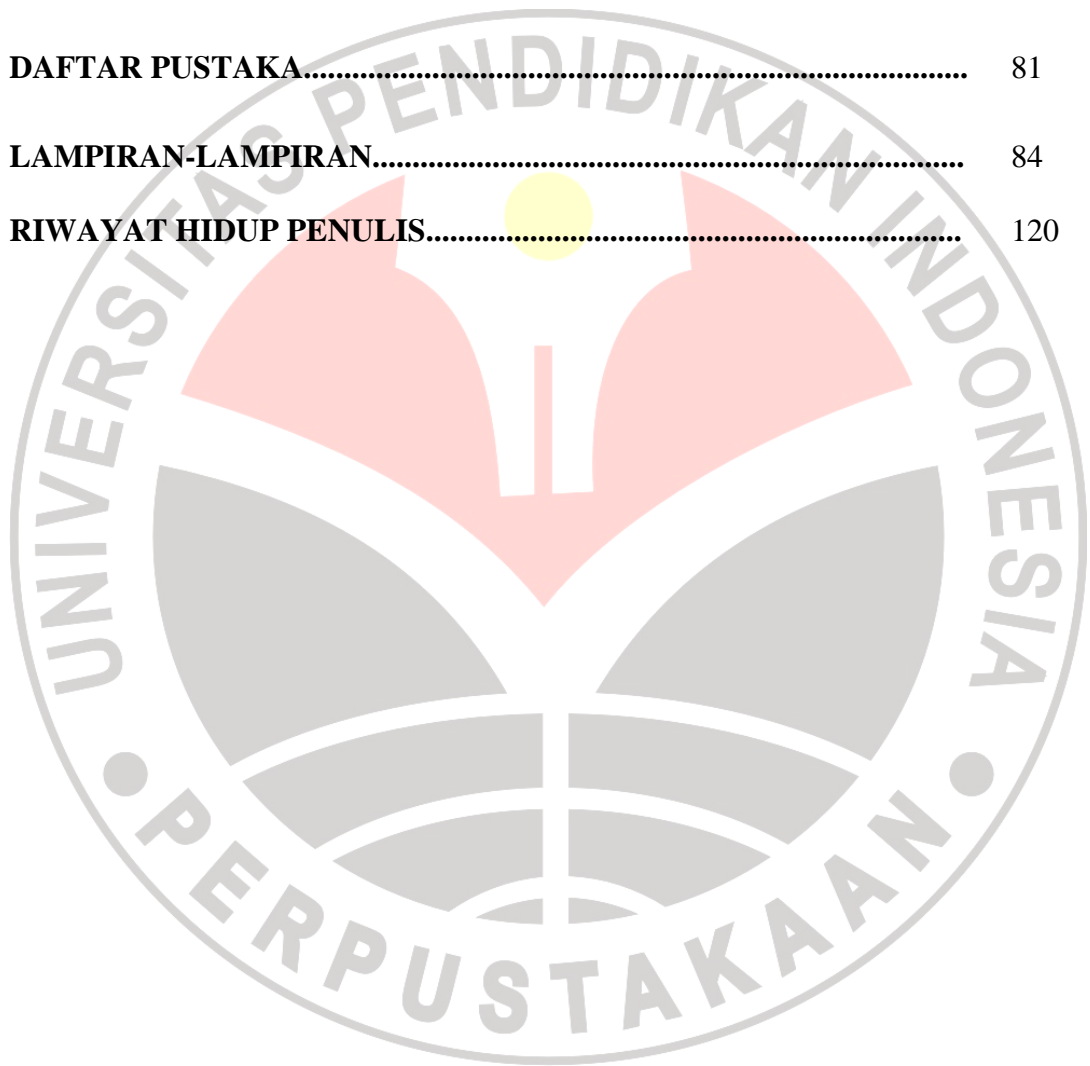 DAFTAR PUSTAKA................................................................................... 81
LAMPIRAN-LAMPIRAN.......................................................................... 84
RIWAYAT HIDUP PENULIS................................................................... 120
UNIVERSITAS PENDIDIKAN INDONESIA
PERPUSTAKAAN